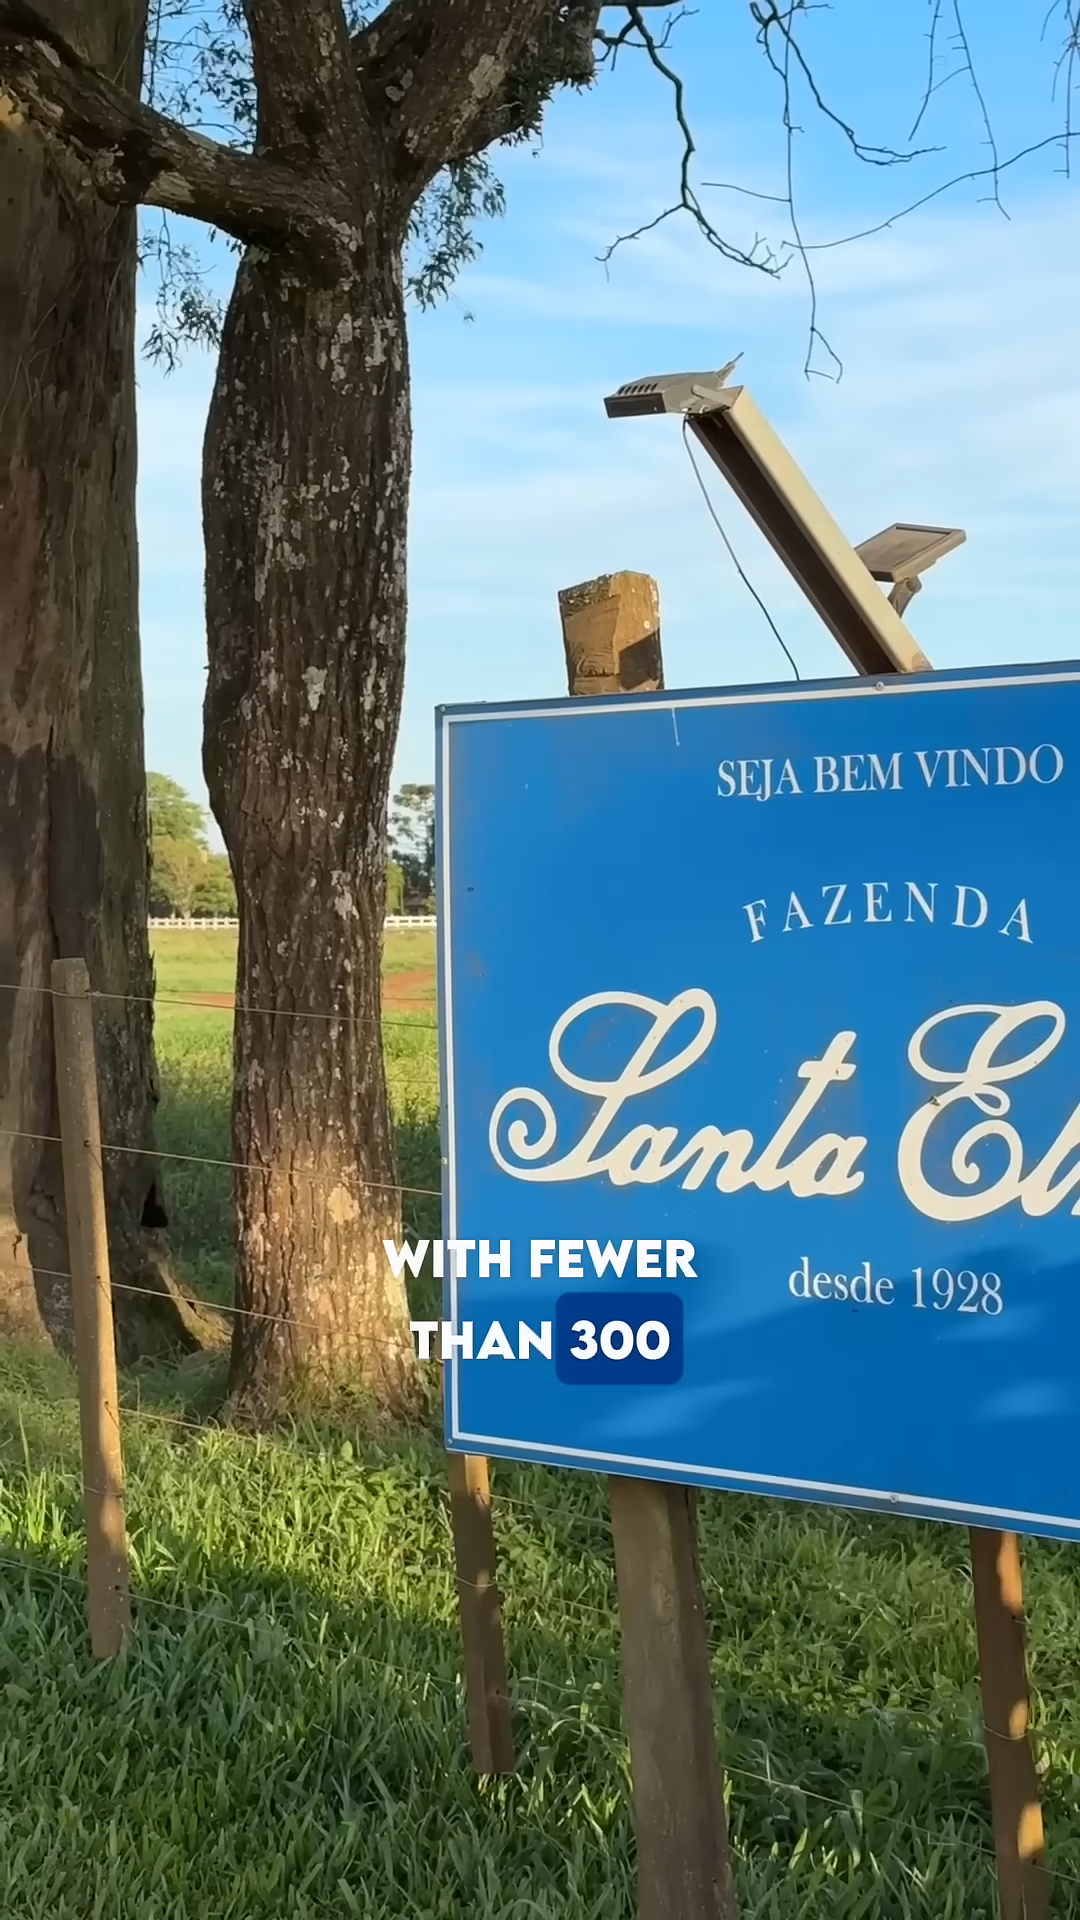 SEJA BEM VINDO
FAZENDA
Santa
desde 1928
WITH FEWER
THAN 300